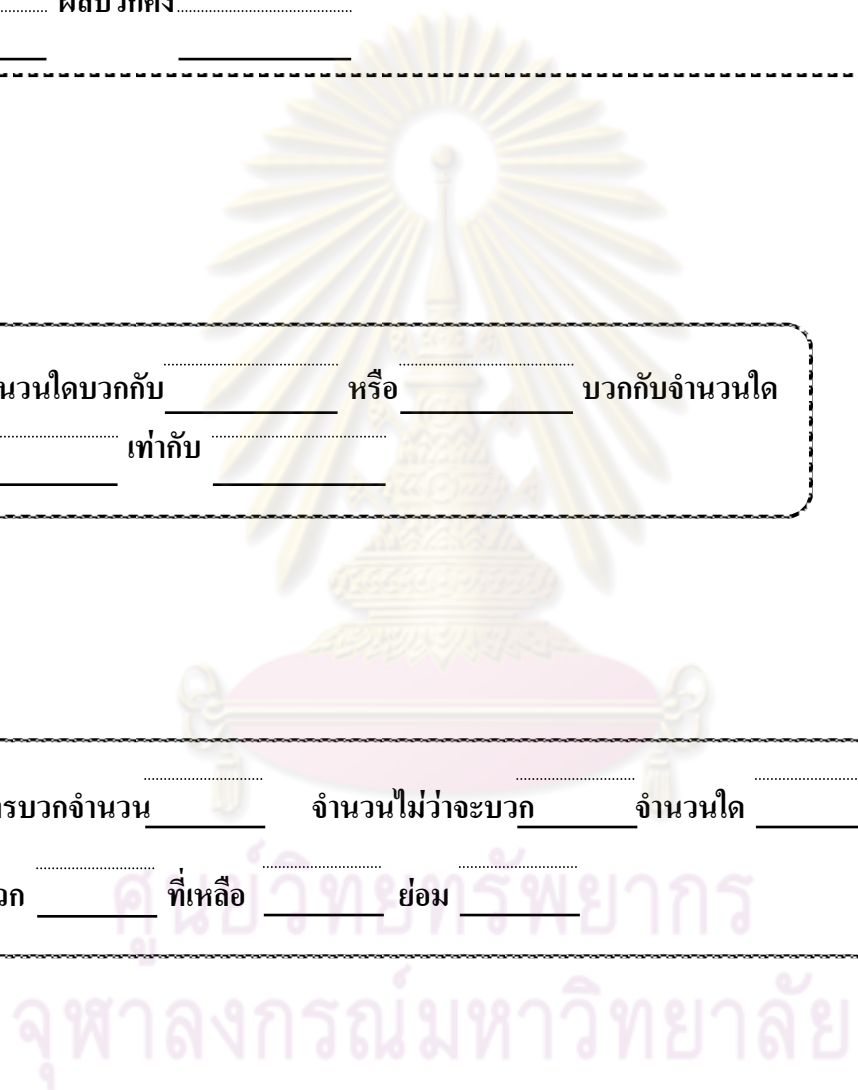 ผลบวกคือ
นวนใดบวกกับ หรือ บวกกับจำนวนใด
เท่ากับ
รบวกจำนวน จำนวนไม่ว่าจะบวก จำนวนใด
วก ที่เหลือ ย่อม
ศูนย์วิทยทรัพยากร
จุฬาลงกรณ์มหาวิทยาลัย